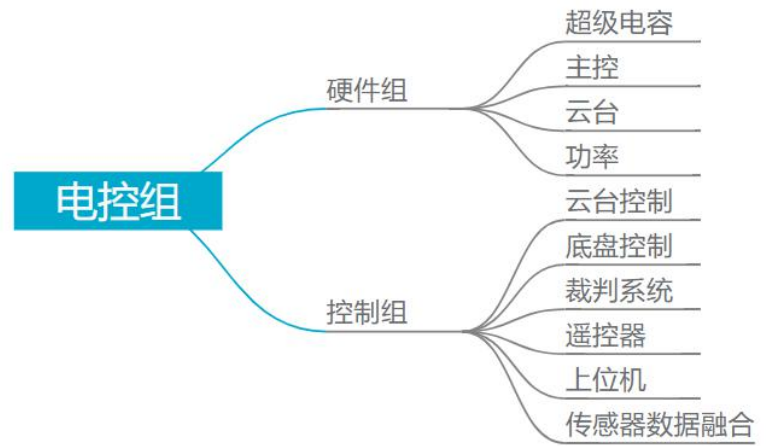 超级电容
主控
硬件组
云台
功率
电控组
云台控制
底盘控制
裁判系统
控制组
遥控器
上位机
传感器数据融合